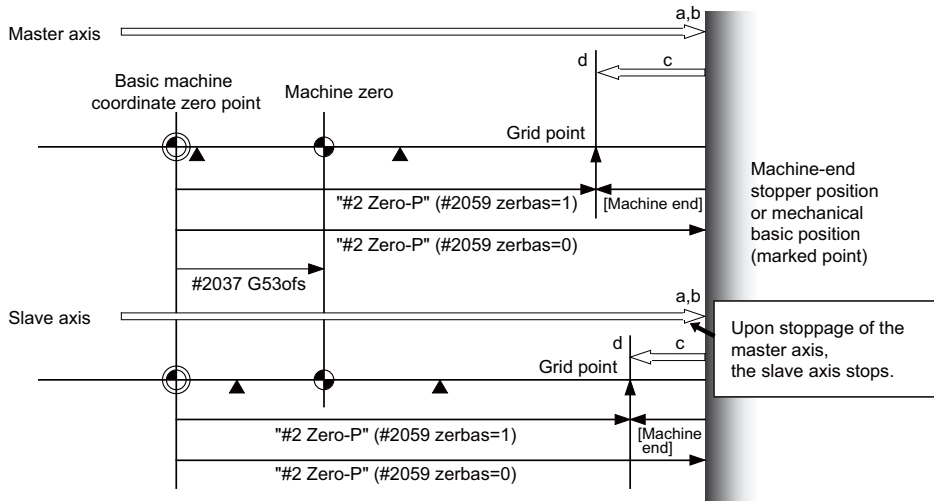 a,b
Master axis
d
c
Basic machine
coordinate zero point
Machine zero
Grid point
"#2 Zero-P" (#2059 zerbas=1)
[Machine end]
"#2 Zero-P" (#2059 zerbas=0)
#2037 G53ofs
Machine-end
stopper position
or mechanical
basic position
(marked point)
a,b
Slave axis
d
c
Grid point
Upon stoppage of the
master axis,
the slave axis stops.
"#2 Zero-P" (#2059 zerbas=1)
[Machine
end]
"#2 Zero-P" (#2059 zerbas=0)